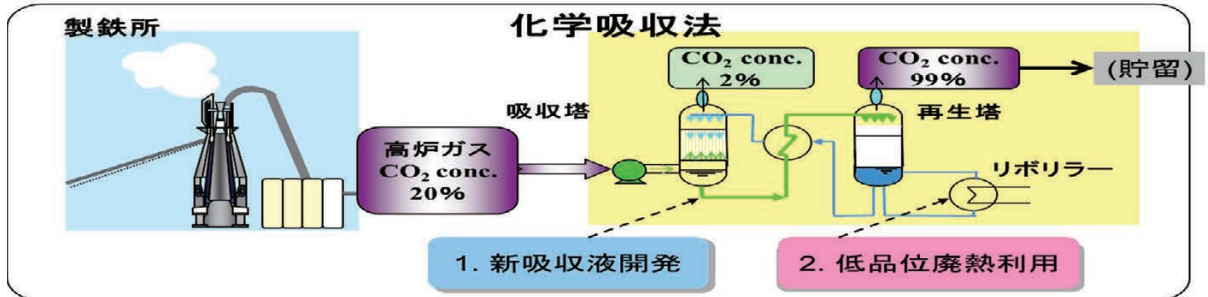 化学吸収法
製鉄所
CO₂ conc.
2%
CO₂ conc.
99%
(貯留)
吸収塔
再生塔
高炉ガス
CO₂ conc.
20%
リボリラー
1. 新吸収液開発
2. 低品位廃熱利用